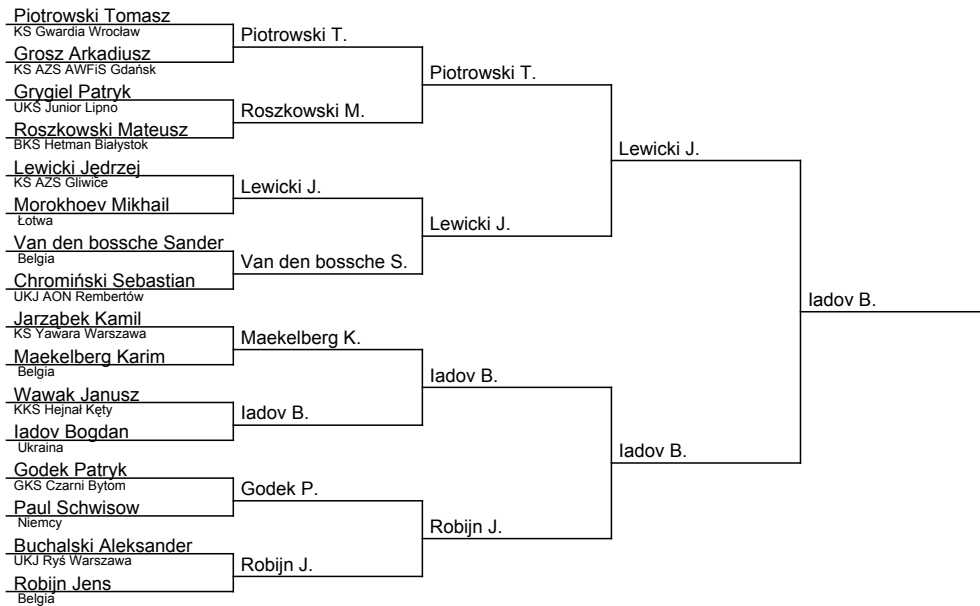 Piotrowski Tomasz
KS Gwardia Wrocław
Grosz Arkadiusz
KS AZS AWFiS Gdańsk
Grygiel Patryk
UKS Junior Lipno
Roszkowski Mateusz
BKS Hetman Białystok
Lewicki Jędrzej
KS AZS Gliwice
Morokhoev Mikhail
Łotwa
Van den bossche Sander
Belgia
Chromiński Sebastian
UKJ AON Rembertów
Jarząbek Kamil
KS Yawara Warszawa
Maekelberg Karim
Belgia
Wawak Janusz
KKS Hejnał Kęty
Iadov Bogdan
Ukraina
Godek Patryk
GKS Czarni Bytom
Paul Schwisow
Niemcy
Buchalski Aleksander
UKJ Ryś Warszawa
Robijn Jens
Belgia
Piotrowski T.
Roszkowski M.
Lewicki J.
Van den bossche S.
Maekelberg K.
Iadov B.
Godek P.
Robijn J.
Piotrowski T.
Lewicki J.
Iadov B.
Robijn J.
Lewicki J.
Iadov B.
Iadov B.